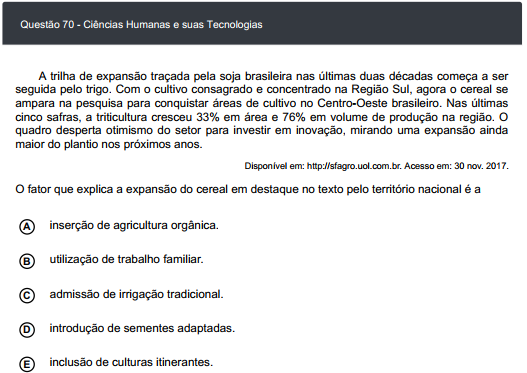 Questão 70 - Ciências Humanas e suas Tecnologias
A trilha de expansão traçada pela soja brasileira nas últimas duas décadas começa a ser
seguida pelo trigo. Com o cultivo consagrado e concentrado na Região Sul, agora o cereal se
ampara na pesquisa para conquistar áreas de cultivo no Centro-Oeste brasileiro. Nas últimas
cinco safras, a triticultura cresceu 33% em área e 76% em volume de produção na região. O
quadro desperta otimismo do setor para investir em inovação, mirando uma expansão ainda
maior do plantio nos próximos anos.
Disponível em: http://sfagro.uol.com.br. Acesso em: 30 nov. 2017.
O fator que explica a expansão do cereal em destaque no texto pelo território nacional é a
A inserção de agricultura orgânica.
B utilização de trabalho familiar.
C admissão de irrigação tradicional.
D introdução de sementes adaptadas.
E inclusão de culturas itinerantes.